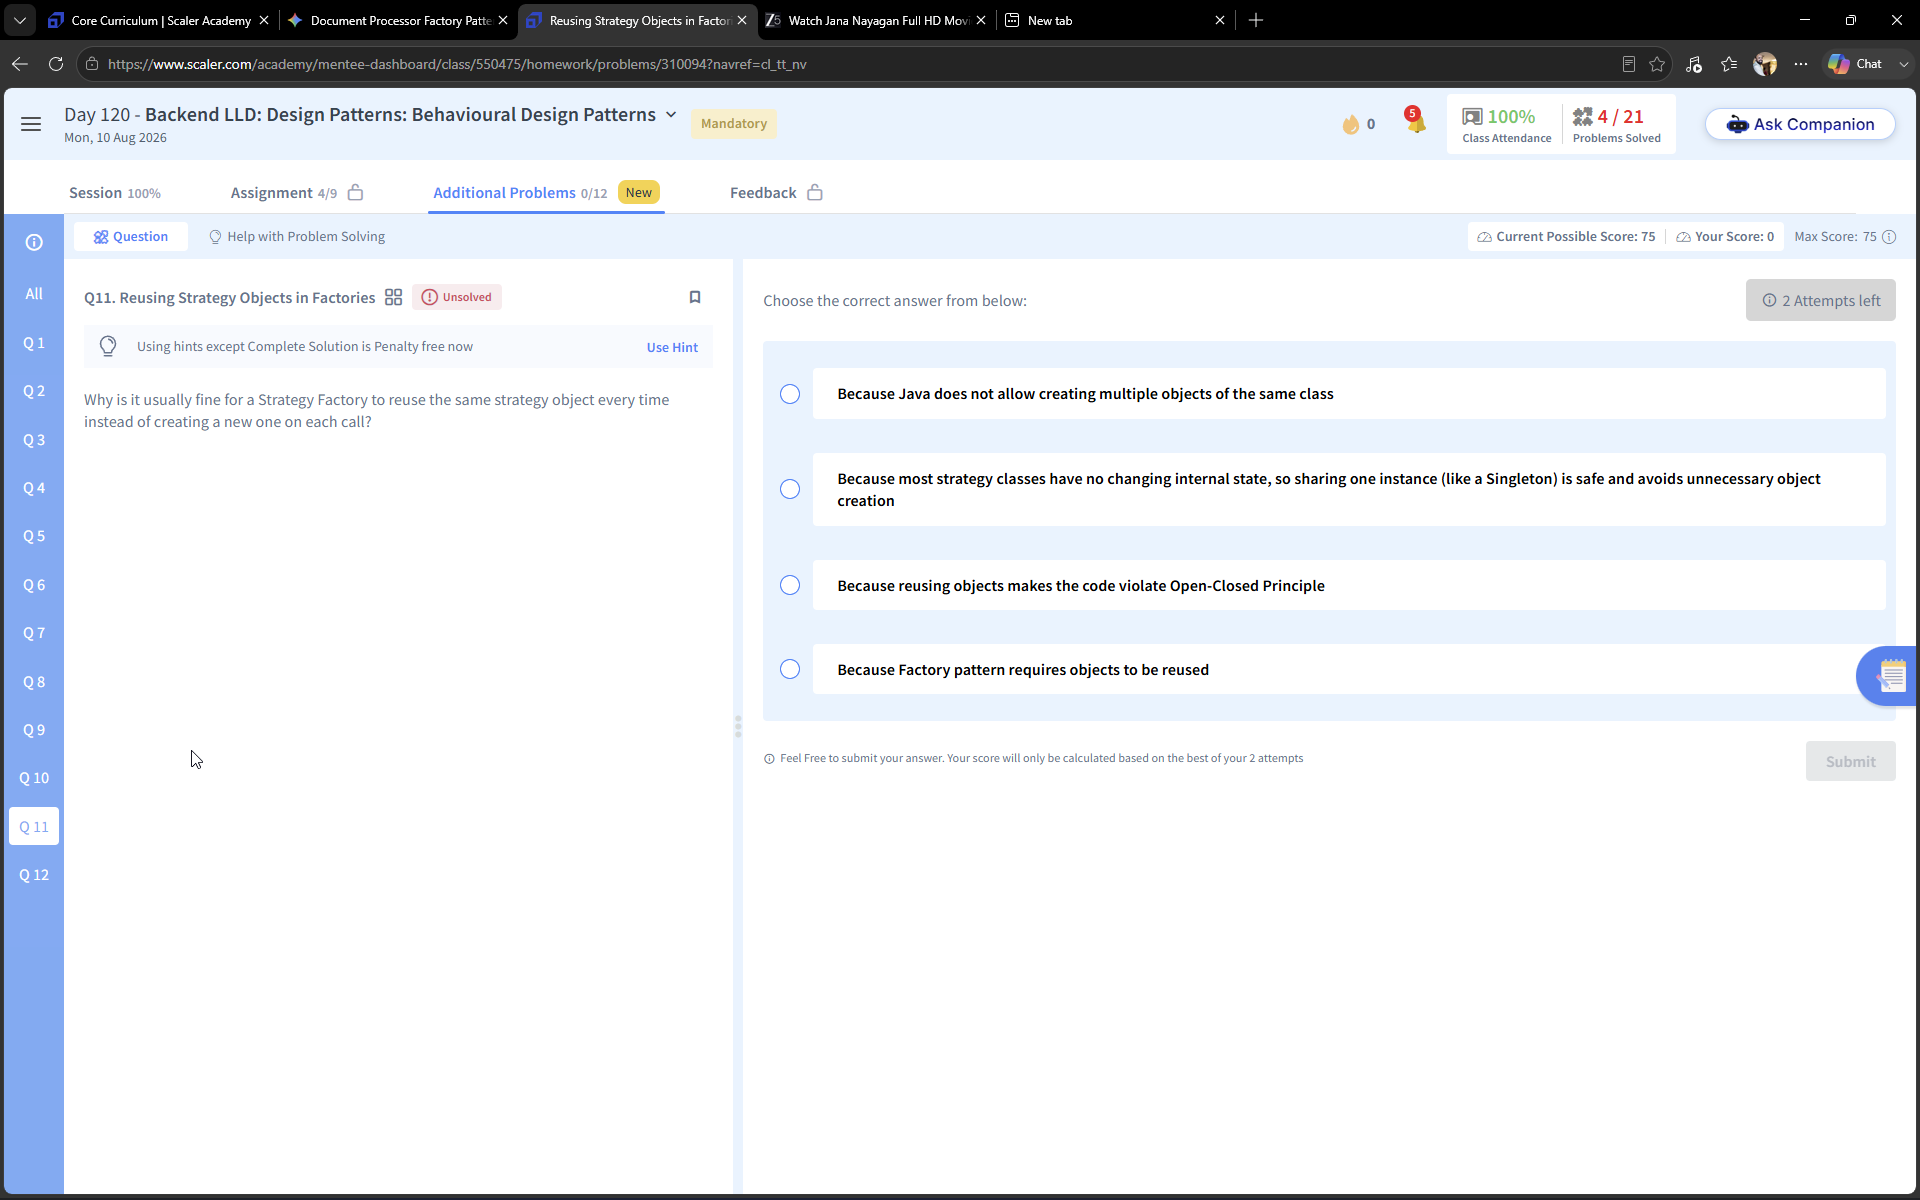 Core Curriculum | Scaler Academy
Document Processor Factory Patte
Reusing Strategy Objects in Factor
Watch Jana Nayagan Full HD Movi
New tab
https://www.scaler.com/academy/mentee-dashboard/class/550475/homework/problems/310094?navref=cl_tt_nv
Chat
Day 120 - Backend LLD: Design Patterns: Behavioural Design Patterns
Mandatory
Mon, 10 Aug 2026
0
5
100%
Class Attendance
4 / 21
Problems Solved
Ask Companion
Session 100%
Assignment 4/9
Additional Problems 0/12 New
Feedback
Question
Help with Problem Solving
Current Possible Score: 75
Your Score: 0
Max Score: 75
All
Q 1
Q 2
Q 3
Q 4
Q 5
Q 6
Q 7
Q 8
Q 9
Q 10
Q 11
Q 12
Q11. Reusing Strategy Objects in Factories
Unsolved
Using hints except Complete Solution is Penalty free now
Use Hint
Why is it usually fine for a Strategy Factory to reuse the same strategy object every time
instead of creating a new one on each call?
Choose the correct answer from below:
2 Attempts left
Because Java does not allow creating multiple objects of the same class
Because most strategy classes have no changing internal state, so sharing one instance (like a Singleton) is safe and avoids unnecessary object
creation
Because reusing objects makes the code violate Open-Closed Principle
Because Factory pattern requires objects to be reused
Feel Free to submit your answer. Your score will only be calculated based on the best of your 2 attempts
Submit